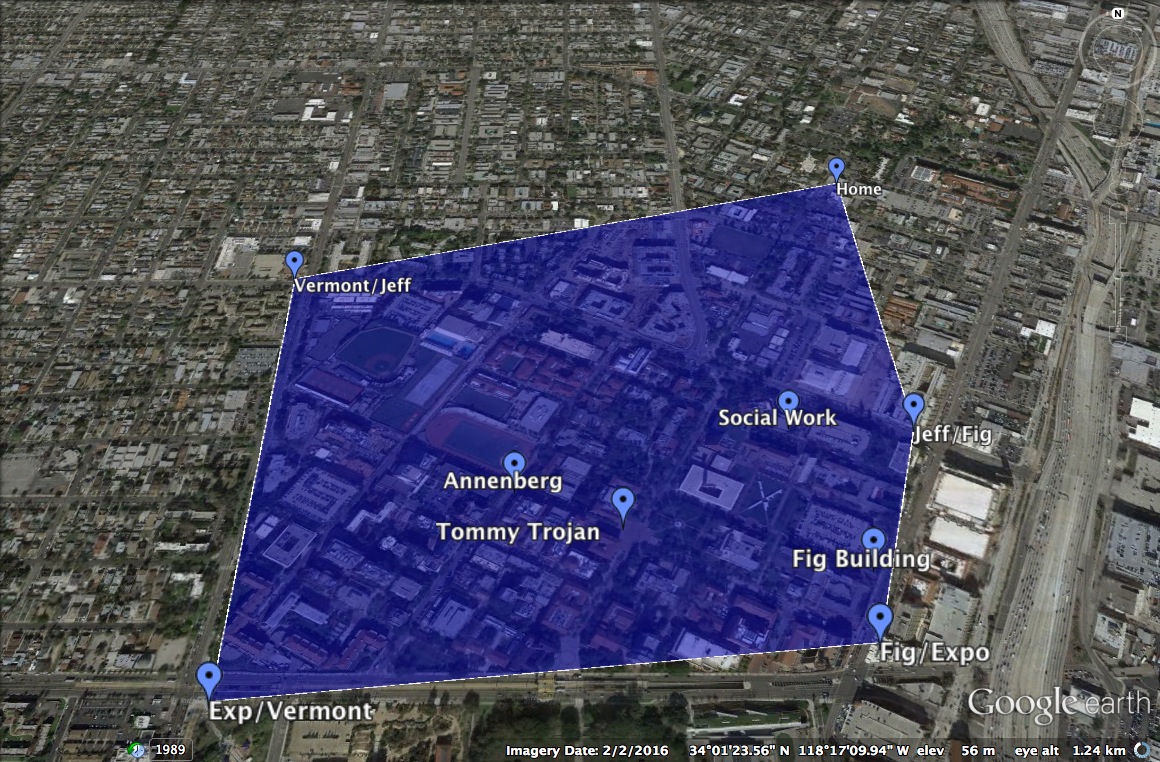 N
Home
Vermont/Jeff
Social Work
Jeff/Fig
Annenberg
Tommy Trojan
Fig Building
Fig/Expo
Exp/Vermont
Google earth
1989
Imagery Date: 2/2/2016 34°01'23.56" N 118°17'09.94" W elev 56 m eye alt 1.24 km